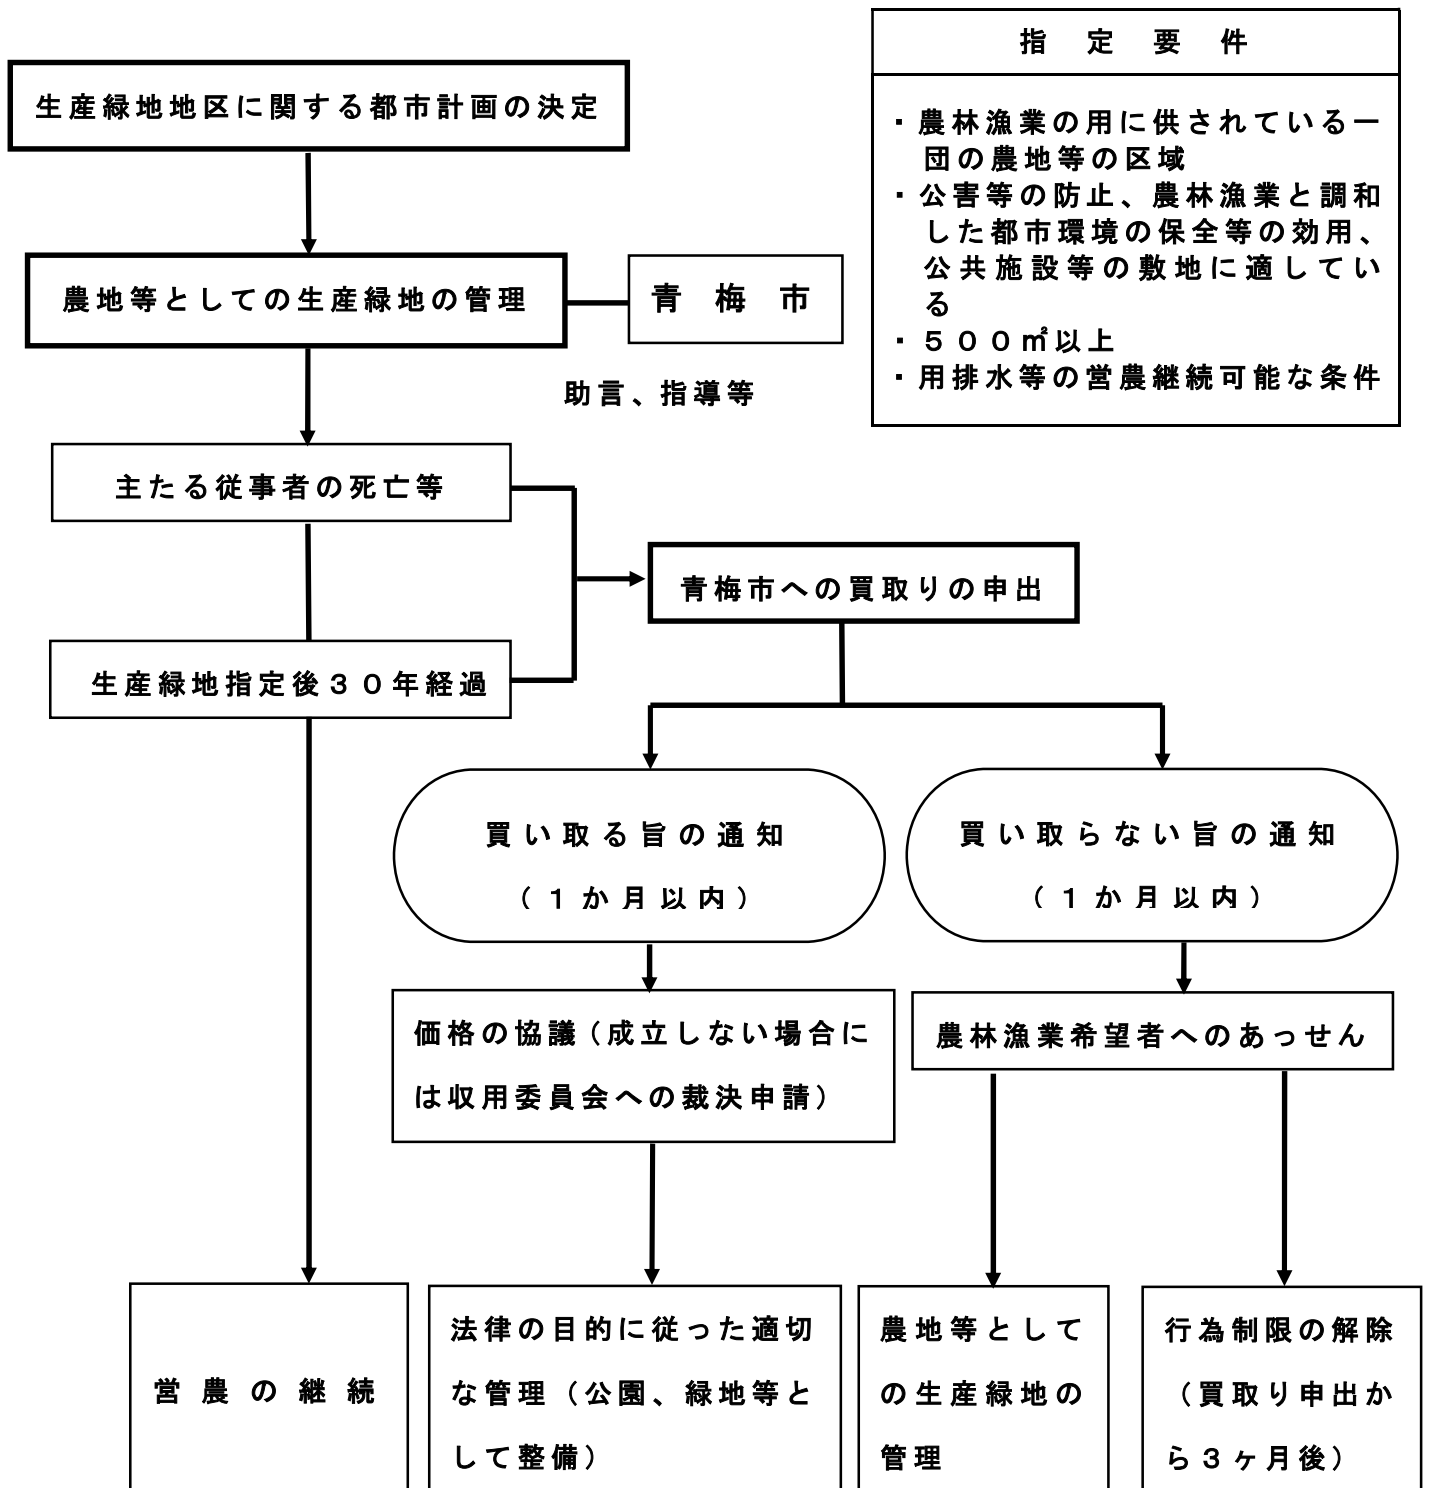 指定要件
・農林漁業の用に供されている一
団の農地等の区域
・公害等の防止、農林漁業と調和
した都市環境の保全等の効用、
公共施設等の敷地に適してい
る
・５００㎡以上
・用排水等の営農継続可能な条件
生産緑地地区に関する都市計画の決定
農地等としての生産緑地の管理
青梅市
助言、指導等
主たる従事者の死亡等
青梅市への買取りの申出
生産緑地指定後３０年経過
買い取る旨の通知
（１か月以内）
買い取らない旨の通知
（１か月以内）
価格の協議（成立しない場合に
は収用委員会への裁決申請）
農林漁業希望者へのあっせん
営農の継続
法律の目的に従った適切
な管理（公園、緑地等と
して整備）
農地等として
の生産緑地の
管理
行為制限の解除
（買取り申出か
ら３ヶ月後）